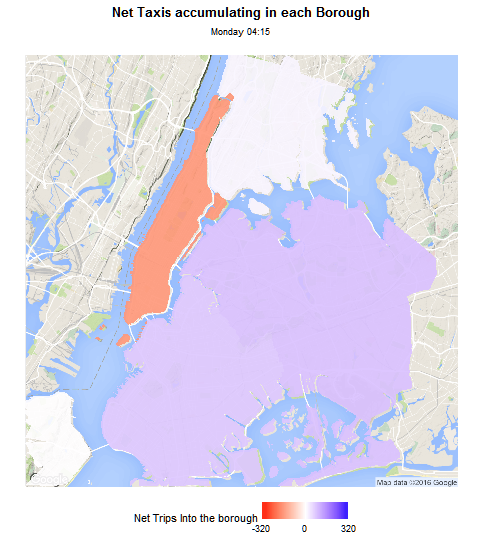 Net Taxis accumulating in each Borough
Monday 04:15
Map data ©2016 Google
Net Trips Into the borough
-320 0 320